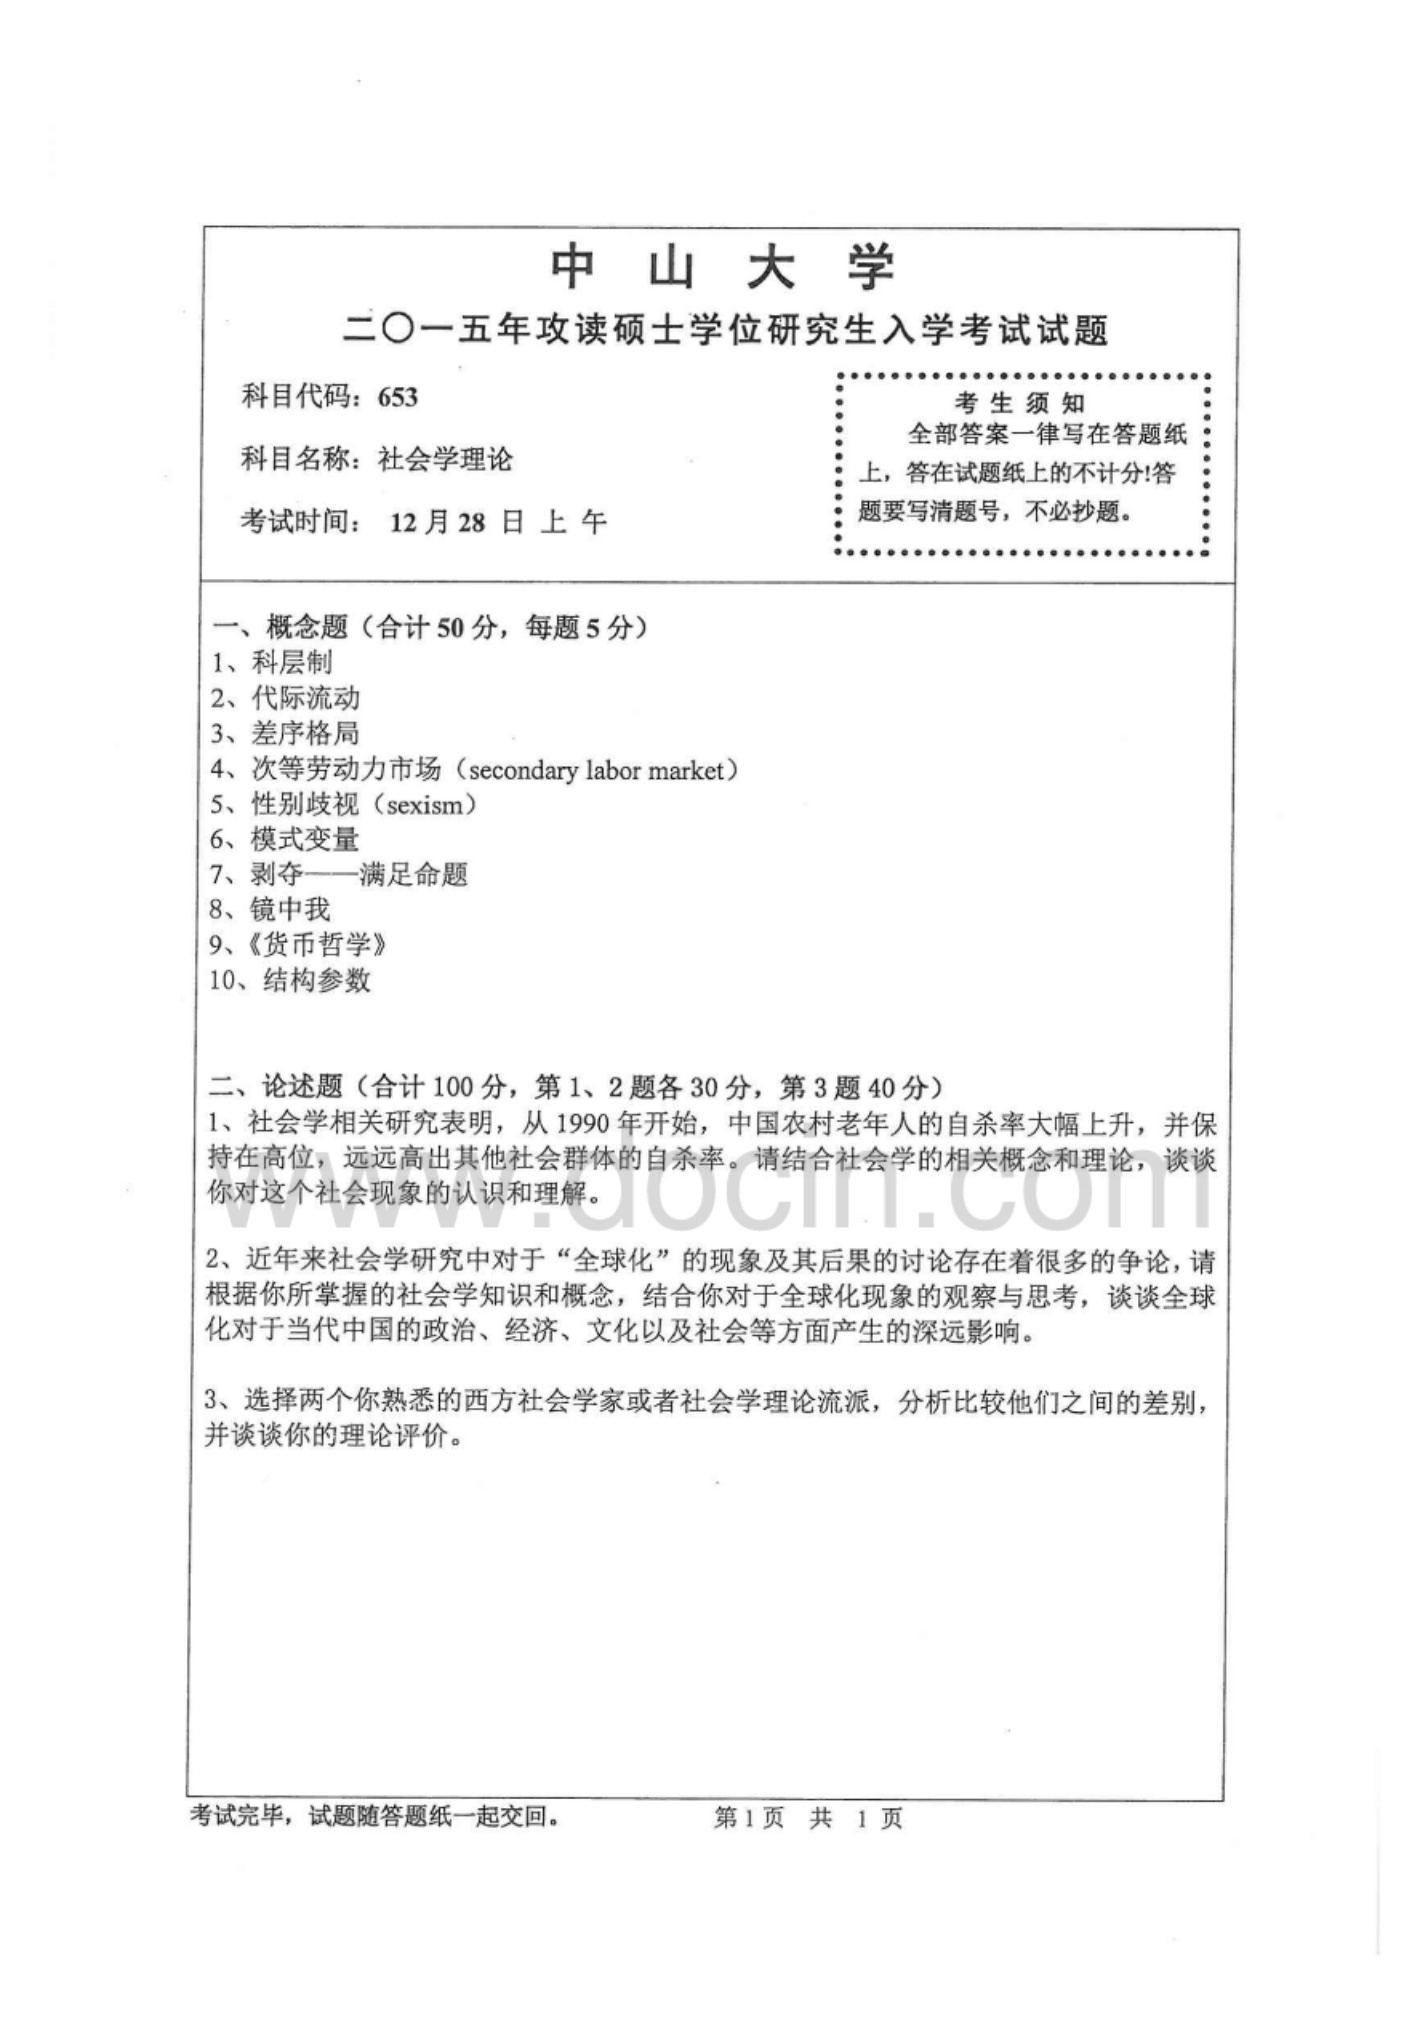 中 山 大 学
二〇一五年攻读硕士学位研究生入学考试试题
科目代码：653
科目名称：社会学理论
考试时间： 12 月 28 日 上 午
考 生 须 知
全部答案一律写在答题纸
上，答在试题纸上的不计分!答
题要写清题号，不必抄题。
一、概念题（合计 50 分，每题 5 分）
1、科层制
2、代际流动
3、差序格局
4、次等劳动力市场（secondary labor market）
5、性别歧视（sexism）
6、模式变量
7、剥夺——满足命题
8、镜中我
9、《货币哲学》
10、结构参数
二、论述题（合计 100 分，第 1、2 题各 30 分，第 3 题 40 分）
1、社会学相关研究表明，从 1990 年开始，中国农村老年人的自杀率大幅上升，并保
持在高位，远远高出其他社会群体的自杀率。请结合社会学的相关概念和理论，谈谈
你对这个社会现象的认识和理解。
www.docin.com
2、近年来社会学研究中对于“全球化”的现象及其后果的讨论存在着很多的争论，请
根据你所掌握的社会学知识和概念，结合你对于全球化现象的观察与思考，谈谈全球
化对于当代中国的政治、经济、文化以及社会等方面产生的深远影响。
3、选择两个你熟悉的西方社会学家或者社会学理论流派，分析比较他们之间的差别，
并谈谈你的理论评价。
考试完毕，试题随答题纸一起交回。 第 1 页 共 1 页